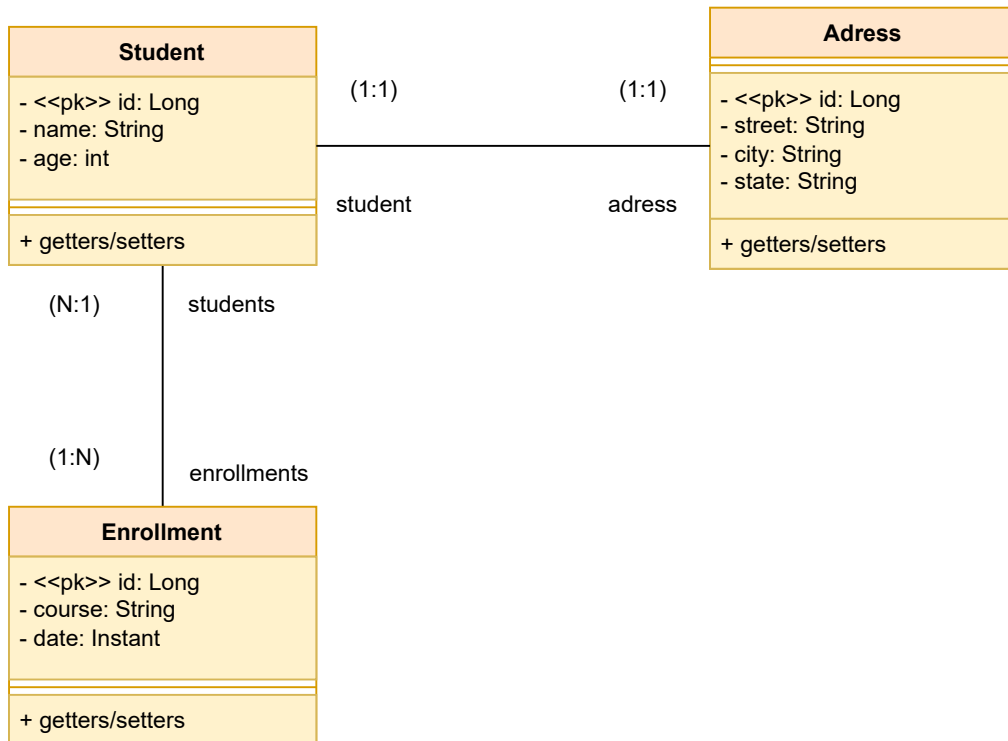 Student
- <<pk>> id: Long
- name: String
- age: int
+ getters/setters
(1:1)
(1:1)
student
adress
Adress
- <<pk>> id: Long
- street: String
- city: String
- state: String
+ getters/setters
(N:1)
students
(1:N)
enrollments
Enrollment
- <<pk>> id: Long
- course: String
- date: Instant
+ getters/setters